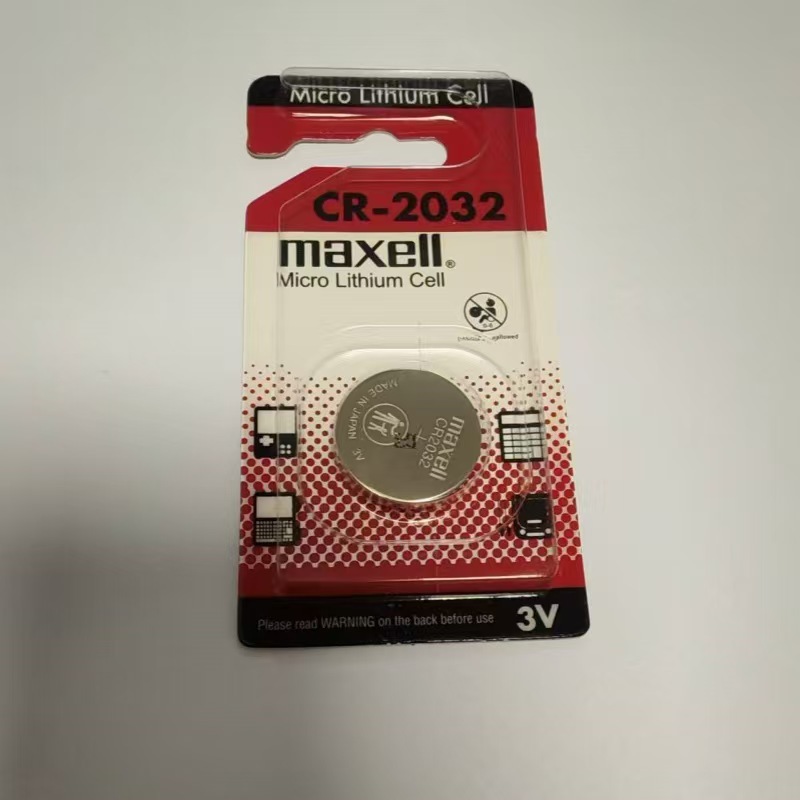 Micro Lithium Cell
CR-2032
maxell®
Micro Lithium Cell
MADE IN JAPAN 3V
maxell
CR2032
Please read WARNING on the back before use
3V